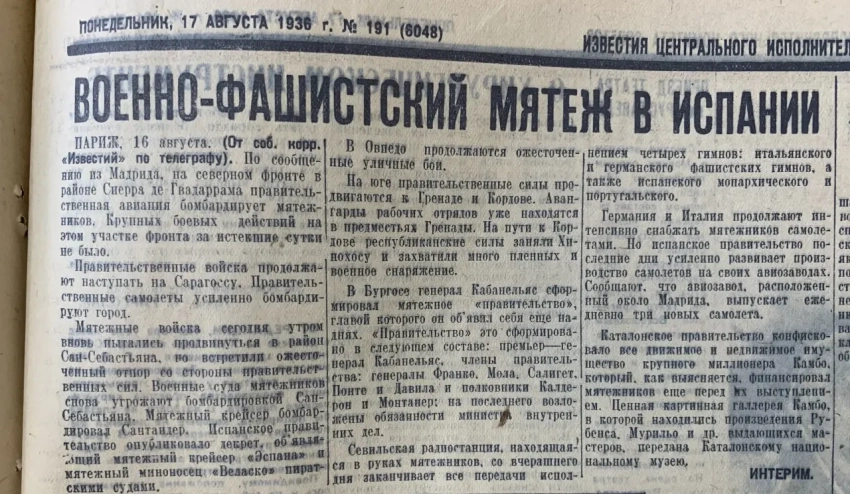 ПОНЕДЕЛЬНИК, 17 АВГУСТА 1936 г. № 191 (6048)
ИЗВЕСТИЯ ЦЕНТРАЛЬНОГО ИСПОЛНИТЕЛ
ВОЕННО-ФАШИСТСКИЙ МЯТЕЖ В ИСПАНИИ
ПАРИЖ, 16 августа. (От соб. корр.
«Известий» по телеграфу). По сообще-
нию из Мадрида, на северном фронте в
районе Сиерра де Гвадаррама правитель-
ственная авиация бомбардирует мятеж-
ников. Крупных боевых действий на
этом участке фронта за истекшие сутки
не было.
Правительственные войска продолжа-
ют наступать на Сарагоссу. Правитель-
ственные самолеты усиленно бомбарди-
руют город.
Мятежные войска сегодня утром
вновь пытались продвинуться в район
Сан-Себастьяна, но встретили ожесто-
ченный отпор со стороны правительст-
венных сил. Военные суда мятежников
снова угрожают бомбардировкой Сан-
Себастьяна. Мятежный крейсер бомбар-
дировал Сантандер. Испанское прави-
тельство опубликовало декрет, об'явля-
ющий мятежный крейсер «Эспана» и
мятежный миноносец «Веласко» пират-
скими судами.
В Овиедо продолжаются ожесточен-
ные уличные бои.
На юге правительственные силы про-
двигаются к Гренаде и Кордове. Аван-
гарды рабочих отрядов уже находятся
в предместьях Гренады. На пути к Кор-
дове республиканские силы заняли Хи-
похосу и захватили много пленных и
военное снаряжение.
В Бургосе генерал Кабанельяс сфор-
мировал мятежное «правительство»,
главой которого он об'явил себя еще на-
днях. «Правительство» это сформирова-
но в следующем составе: премьер—ге-
нерал Кабанельяс, члены правитель-
ства: генералы Франко, Мола, Салигет,
Понте и Давила и полковники Кальде-
рон и Монтанер; на последнего возло-
жены обязанности министра внутрен-
них дел.
Севильская радиостанция, находящая-
ся в руках мятежников, со вчерашнего
дня заканчивает все передачи испол-
нением четырех гимнов: итальянского
и германского фашистских гимнов, а
также испанского монархического и
португальского.
Германия и Италия продолжают ин-
тенсивно снабжать мятежников самоле-
тами. Но испанское правительство по-
следние дни усиленно развивает произ-
водство самолетов на своих авиозаводах.
Сообщают, что авиозавод, расположен-
ный около Мадрида, выпускает еже-
дневно три новых самолета.
Каталонское правительство конфиско-
вало все движимое и недвижимое иму-
щество крупного миллионера Камбо,
который, как выясняется, финансировал
мятежников еще перед их выступлени-
ем. Ценная картинная галлерея Камбо,
в которой находились произведения Ру-
бенса, Мурильо и др. выдающихся ма-
стеров, передана Каталонскому нацио-
нальному музею.
ИНТЕРИМ.